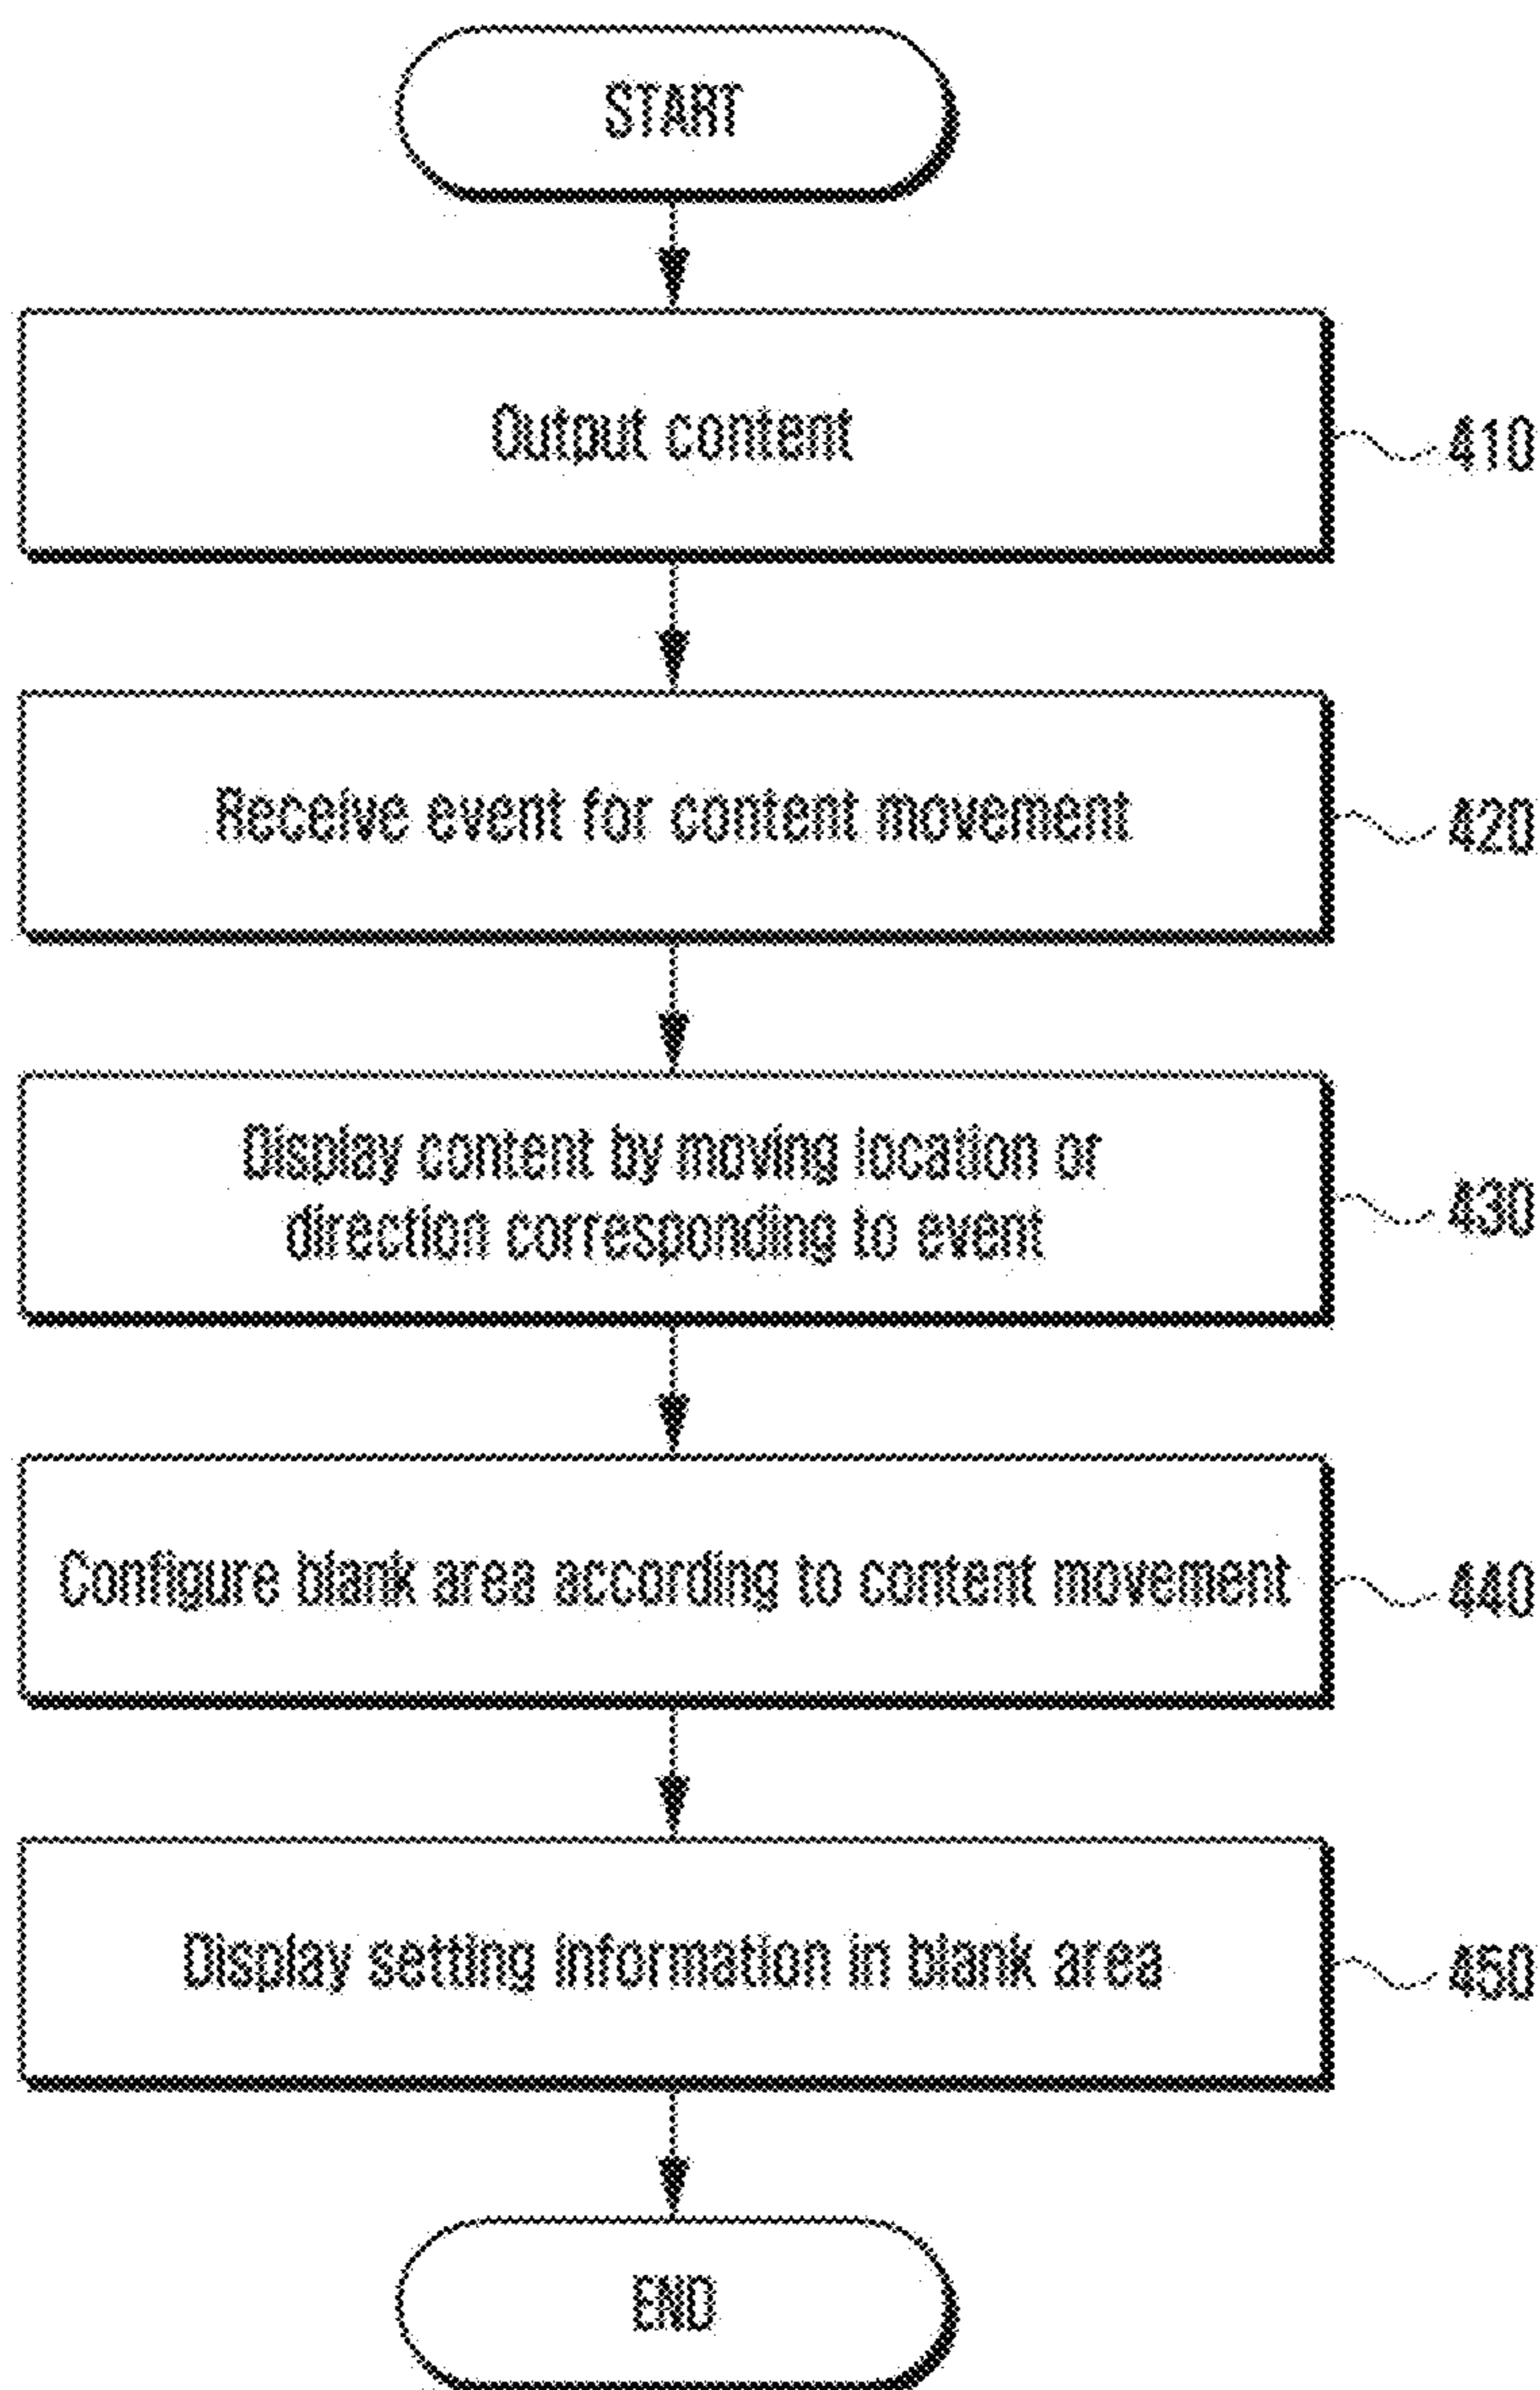 START
Output content
410
Receive event for content movement
420
Display content by moving location or
direction corresponding to event
430
Configure blank area according to content movement
440
Display setting information in blank area
450
END